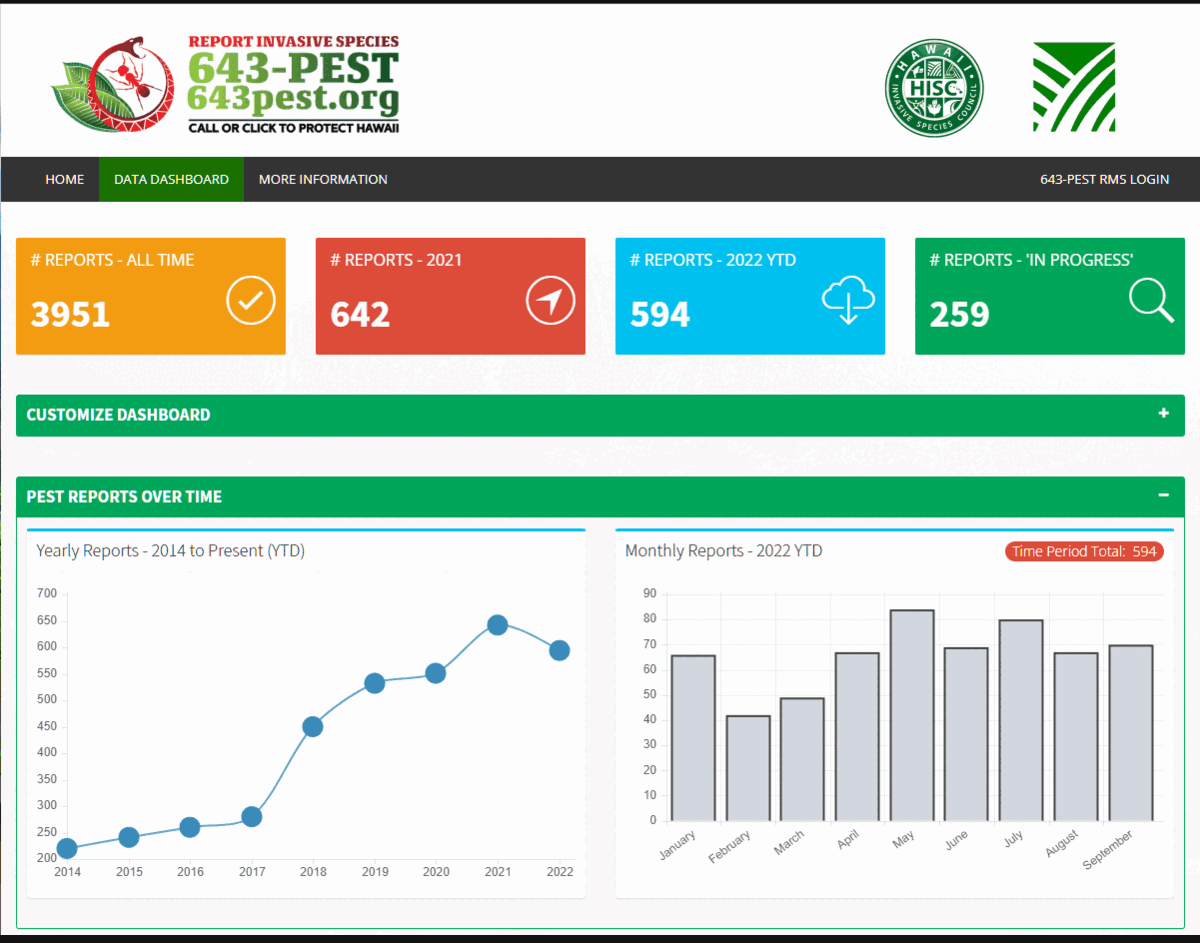 REPORT INVASIVE SPECIES
643-PEST
643pest.org
CALL OR CLICK TO PROTECT HAWAII
HAWAII
HISC
INVASIVE SPECIES COUNCIL
HOME DATA DASHBOARD MORE INFORMATION 643-PEST RMS LOGIN
# REPORTS - ALL TIME
3951
# REPORTS - 2021
642
# REPORTS - 2022 YTD
594
# REPORTS - 'IN PROGRESS'
259
CUSTOMIZE DASHBOARD +
PEST REPORTS OVER TIME −
Yearly Reports - 2014 to Present (YTD)
700
650
600
550
500
450
400
350
300
250
200
2014 2015 2016 2017 2018 2019 2020 2021 2022
Monthly Reports - 2022 YTD
Time Period Total: 594
90
80
70
60
50
40
30
20
10
0
January February March April May June July August September